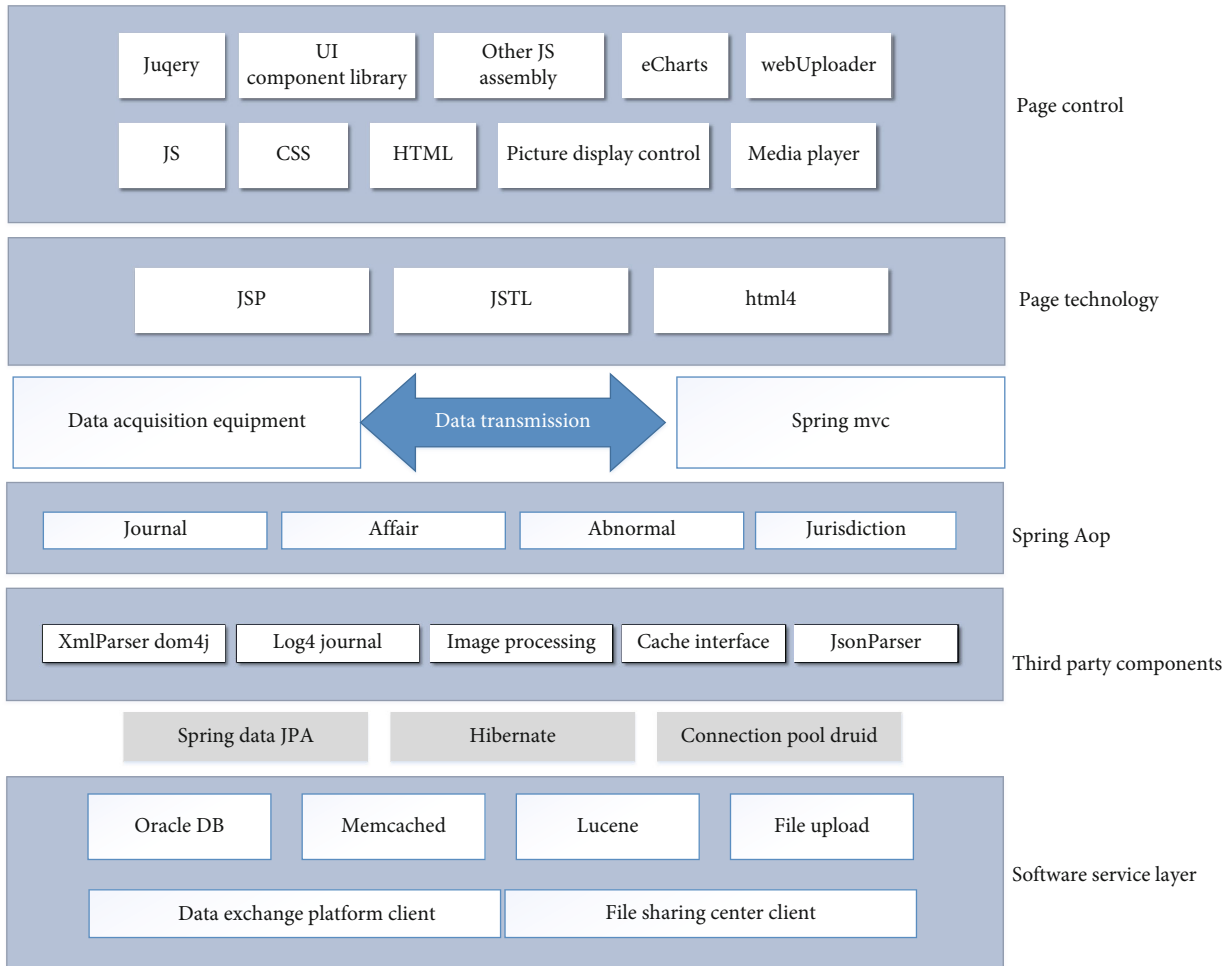 Juqery
UI
component library
Other JS
assembly
eCharts
webUploader
Page control
JS
CSS
HTML
Picture display control
Media player
JSP
JSTL
html4
Page technology
Data acquisition equipment
Data transmission
Spring mvc
Journal
Affair
Abnormal
Jurisdiction
Spring Aop
XmlParser dom4j
Log4 journal
Image processing
Cache interface
JsonParser
Third party components
Spring data JPA
Hibernate
Connection pool druid
Oracle DB
Memcached
Lucene
File upload
Software service layer
Data exchange platform client
File sharing center client